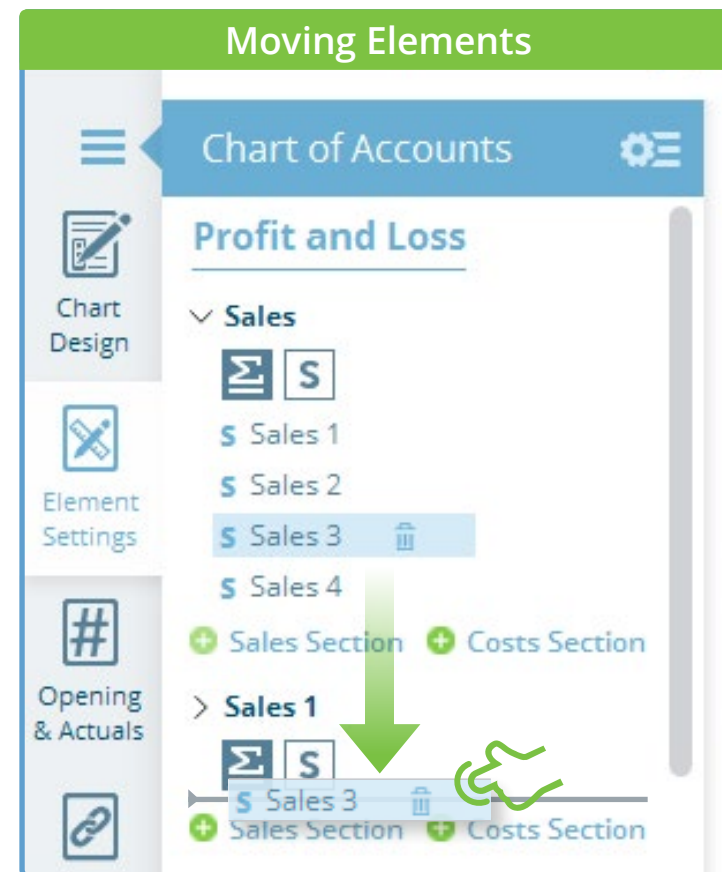 Moving Elements
Chart of Accounts
Profit and Loss
Chart
Design
Sales
Σ S
S Sales 1
S Sales 2
Element
Settings
S Sales 3
S Sales 4
Sales Section Costs Section
#
Opening
& Actuals
Sales 1
Σ S
S Sales 3
Sales Section Costs Section